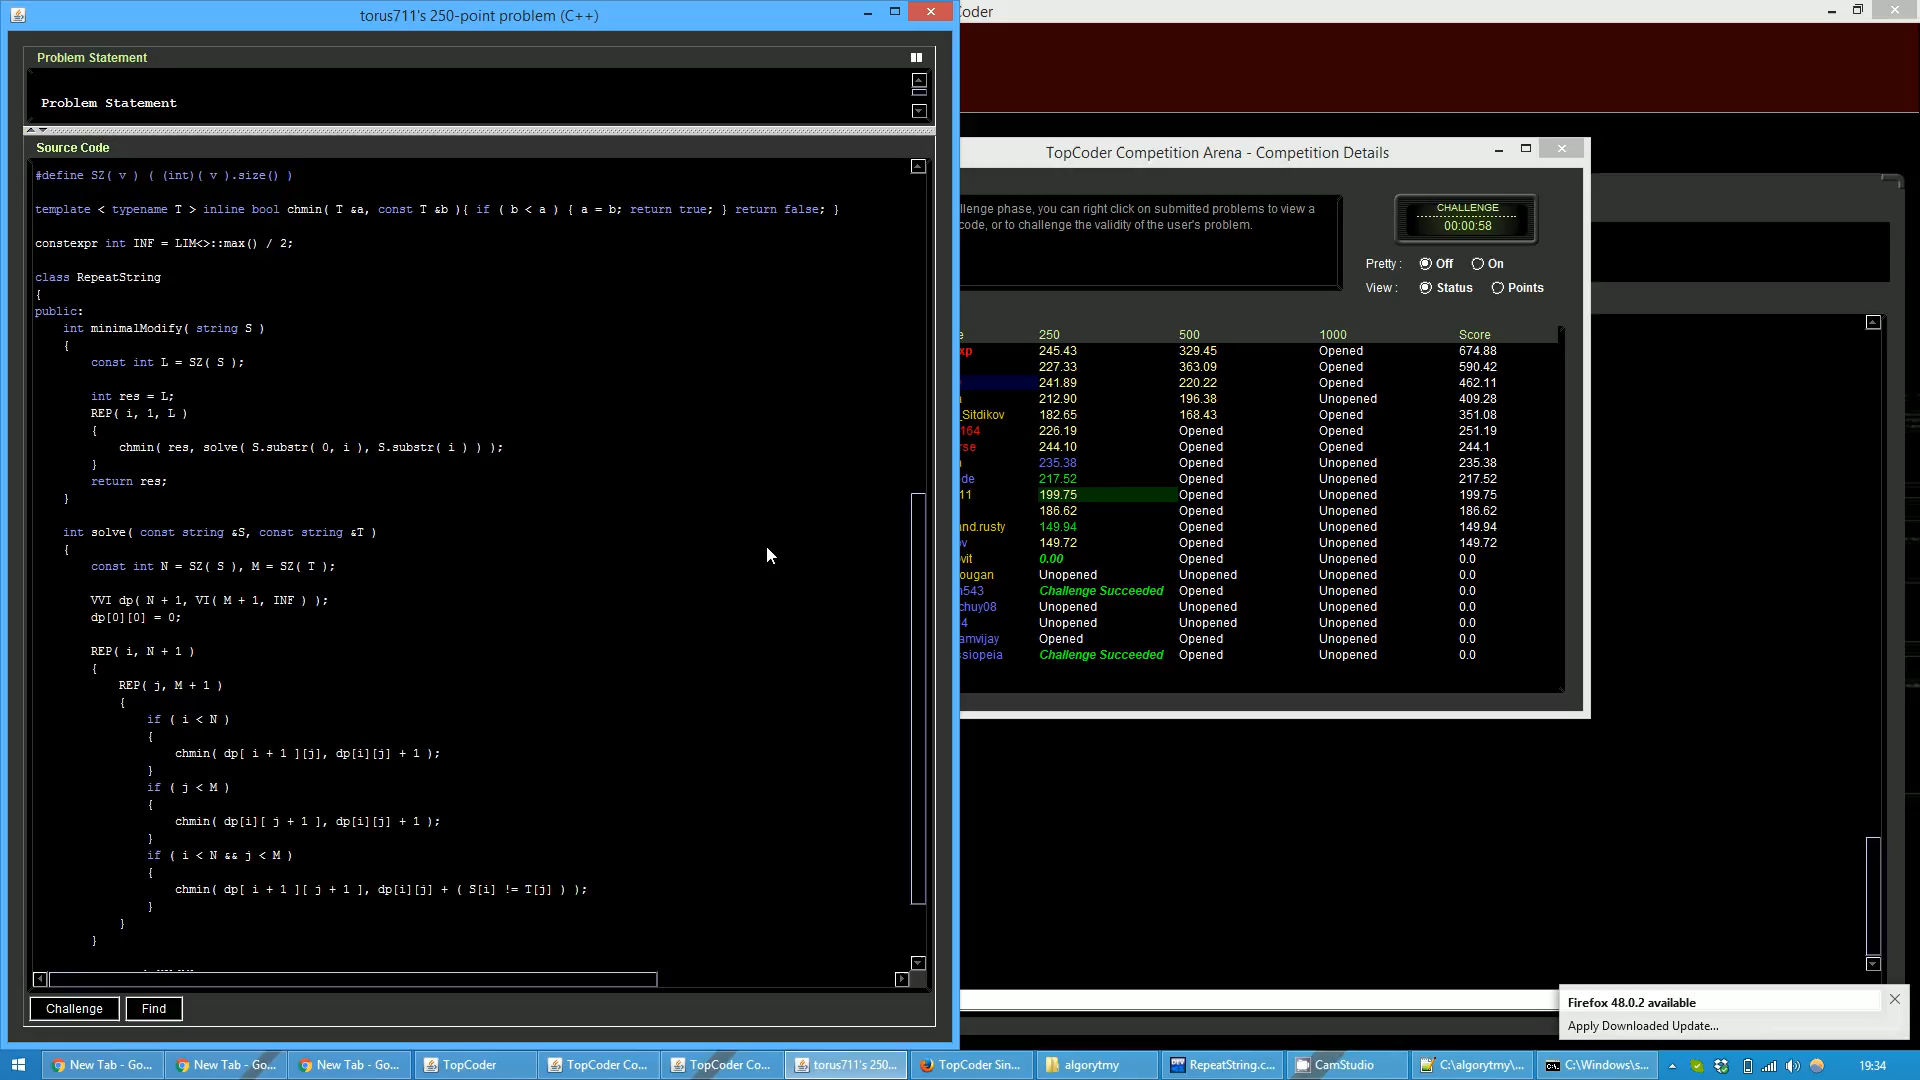 torus711's 250-point problem (C++)
oder
Problem Statement
Problem Statement
Source Code
#define SZ( v ) ( (int)( v ).size() )
template < typename T > inline bool chmin( T &a, const T &b ){ if ( b < a ) { a = b; return true; } return false; }
constexpr int INF = LIM<>::max() / 2;
class RepeatString
{
public:
int minimalModify( string S )
{
const int L = SZ( S );
int res = L;
REP( i, 1, L )
{
chmin( res, solve( S.substr( 0, i ), S.substr( i ) ) );
}
return res;
}
int solve( const string &S, const string &T )
{
const int N = SZ( S ), M = SZ( T );
VVI dp( N + 1, VI( M + 1, INF ) );
dp[0][0] = 0;
REP( i, N + 1 )
{
REP( j, M + 1 )
{
if ( i < N )
{
chmin( dp[ i + 1 ][j], dp[i][j] + 1 );
}
if ( j < M )
{
chmin( dp[i][ j + 1 ], dp[i][j] + 1 );
}
if ( i < N && j < M )
{
chmin( dp[ i + 1 ][ j + 1 ], dp[i][j] + ( S[i] != T[j] ) );
}
}
}
Challenge
Find
TopCoder Competition Arena - Competition Details
llenge phase, you can right click on submitted problems to view a
code, or to challenge the validity of the user's problem.
CHALLENGE
00:00:58
Pretty : Off On
View : Status Points
e 250 500 1000 Score
xp 245.43 329.45 Opened 674.88
227.33 363.09 Opened 590.42
241.89 220.22 Opened 462.11
212.90 196.38 Unopened 409.28
_Sitdikov 182.65 168.43 Opened 351.08
164 226.19 Opened Opened 251.19
rse 244.10 Opened Opened 244.1
235.38 Opened Unopened 235.38
de 217.52 Opened Unopened 217.52
11 199.75 Opened Unopened 199.75
186.62 Opened Unopened 186.62
nd.rusty 149.94 Opened Unopened 149.94
v 149.72 Opened Unopened 149.72
vit 0.00 Opened Unopened 0.0
ougan Unopened Unopened Unopened 0.0
n543 Challenge Succeeded Opened Unopened 0.0
chuy08 Unopened Unopened Unopened 0.0
4 Unopened Unopened Unopened 0.0
amvijay Opened Opened Unopened 0.0
ssiopeia Challenge Succeeded Opened Unopened 0.0
Firefox 48.0.2 available
Apply Downloaded Update...
New Tab - Go...
New Tab - Go...
New Tab - Go...
TopCoder
TopCoder Co...
TopCoder Co...
torus711's 250...
TopCoder Sin...
algorytmy
RepeatString.c...
CamStudio
C:\algorytmy\...
C:\Windows\s...
19:34